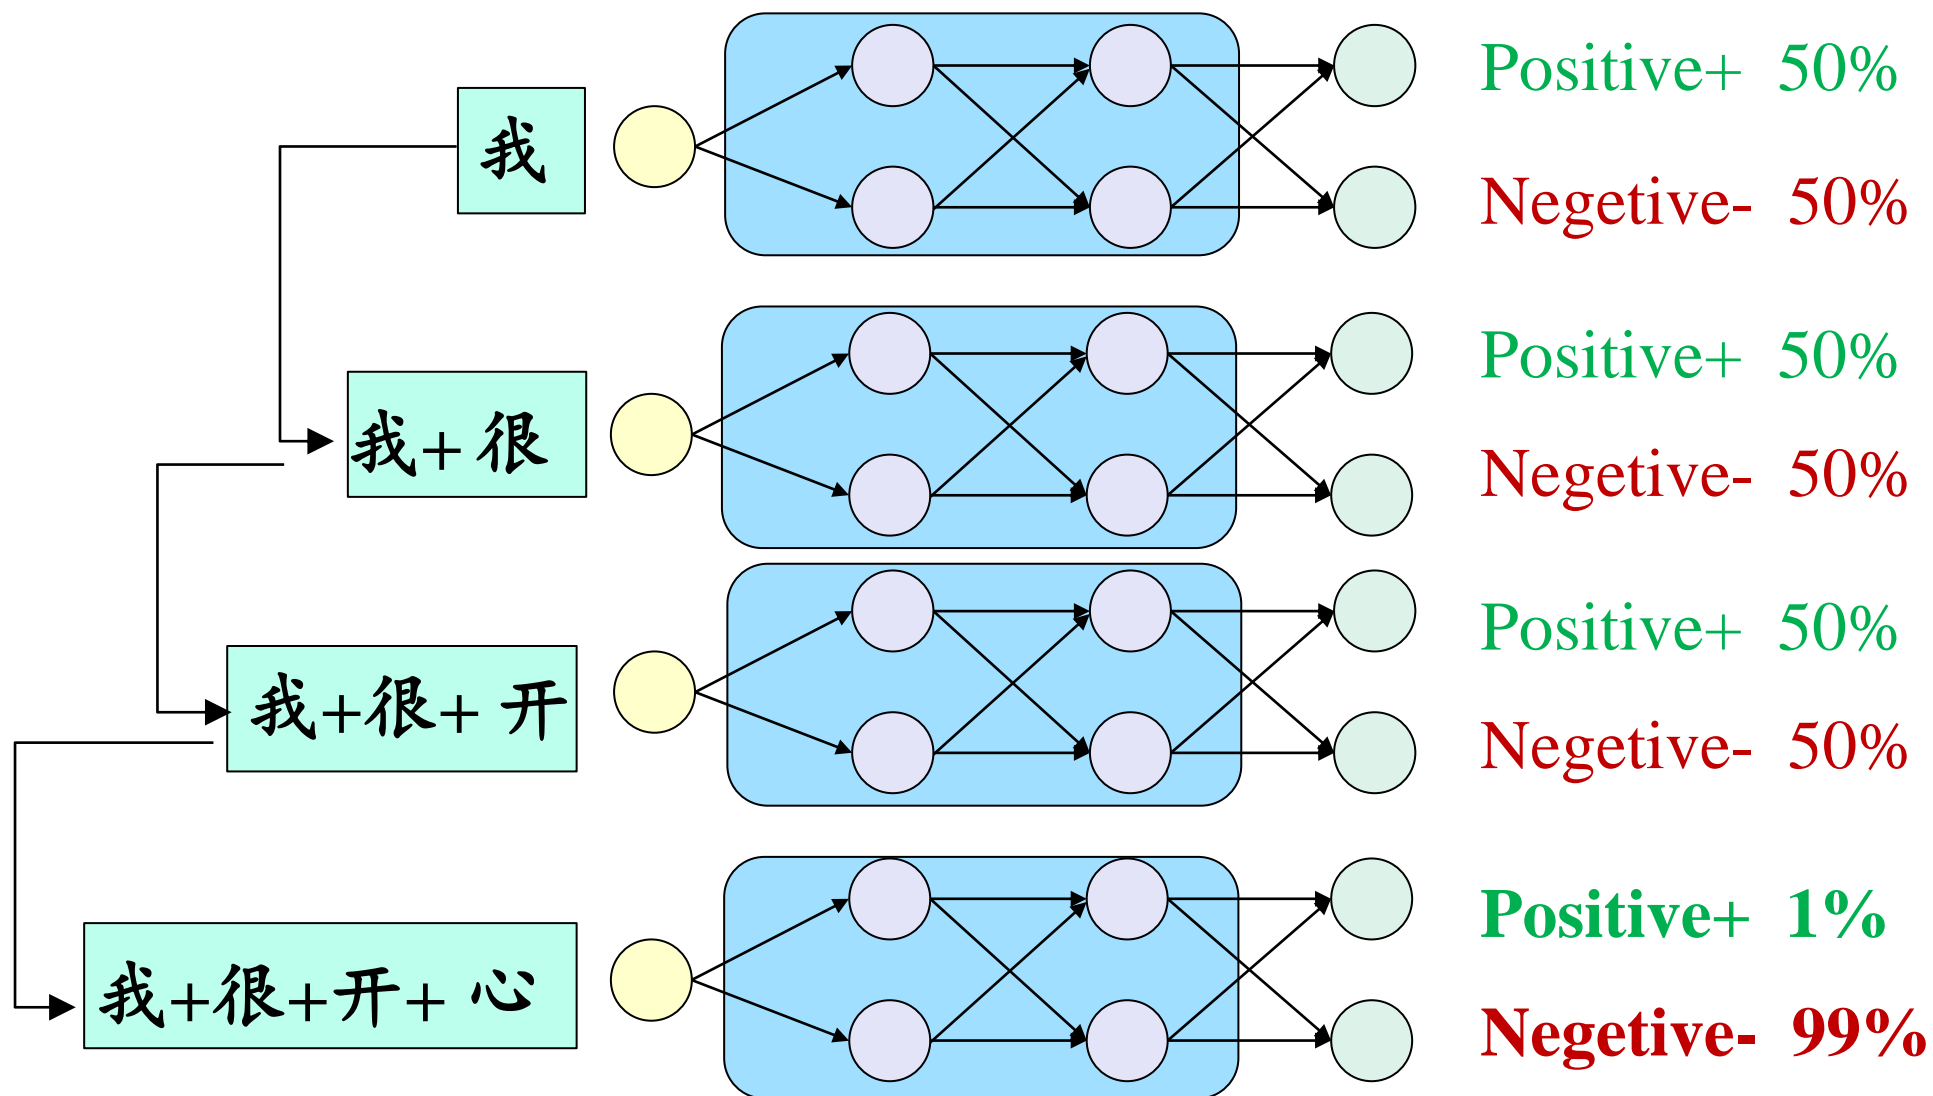 我
Positive+ 50%
Negetive- 50%
我+ 很
Positive+ 50%
Negetive- 50%
我+很+ 开
Positive+ 50%
Negetive- 50%
我+很+开+ 心
Positive+ 1%
Negetive- 99%